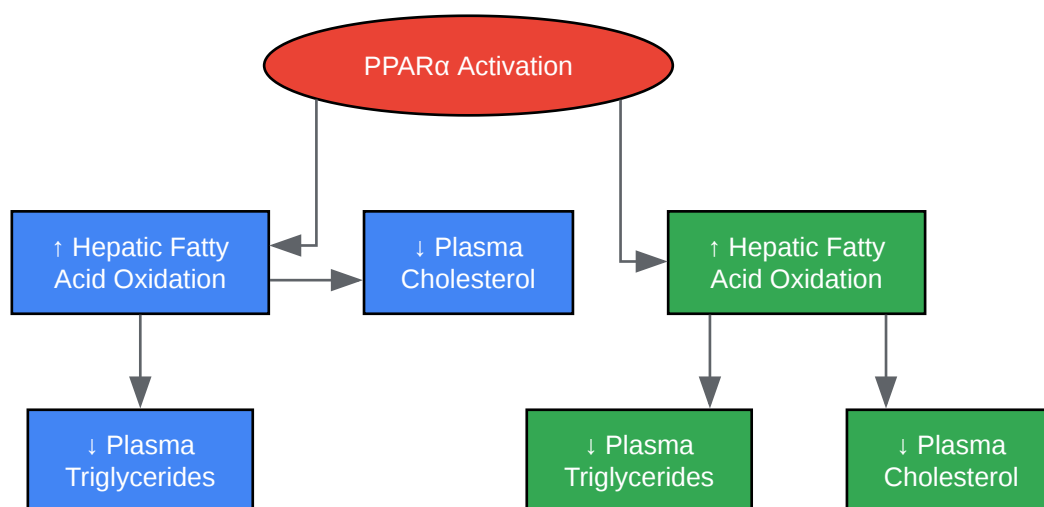 PPARα Activation
↑ Hepatic Fatty
Acid Oxidation
↓ Plasma
Cholesterol
↑ Hepatic Fatty
Acid Oxidation
↓ Plasma
Triglycerides
↓ Plasma
Triglycerides
↓ Plasma
Cholesterol